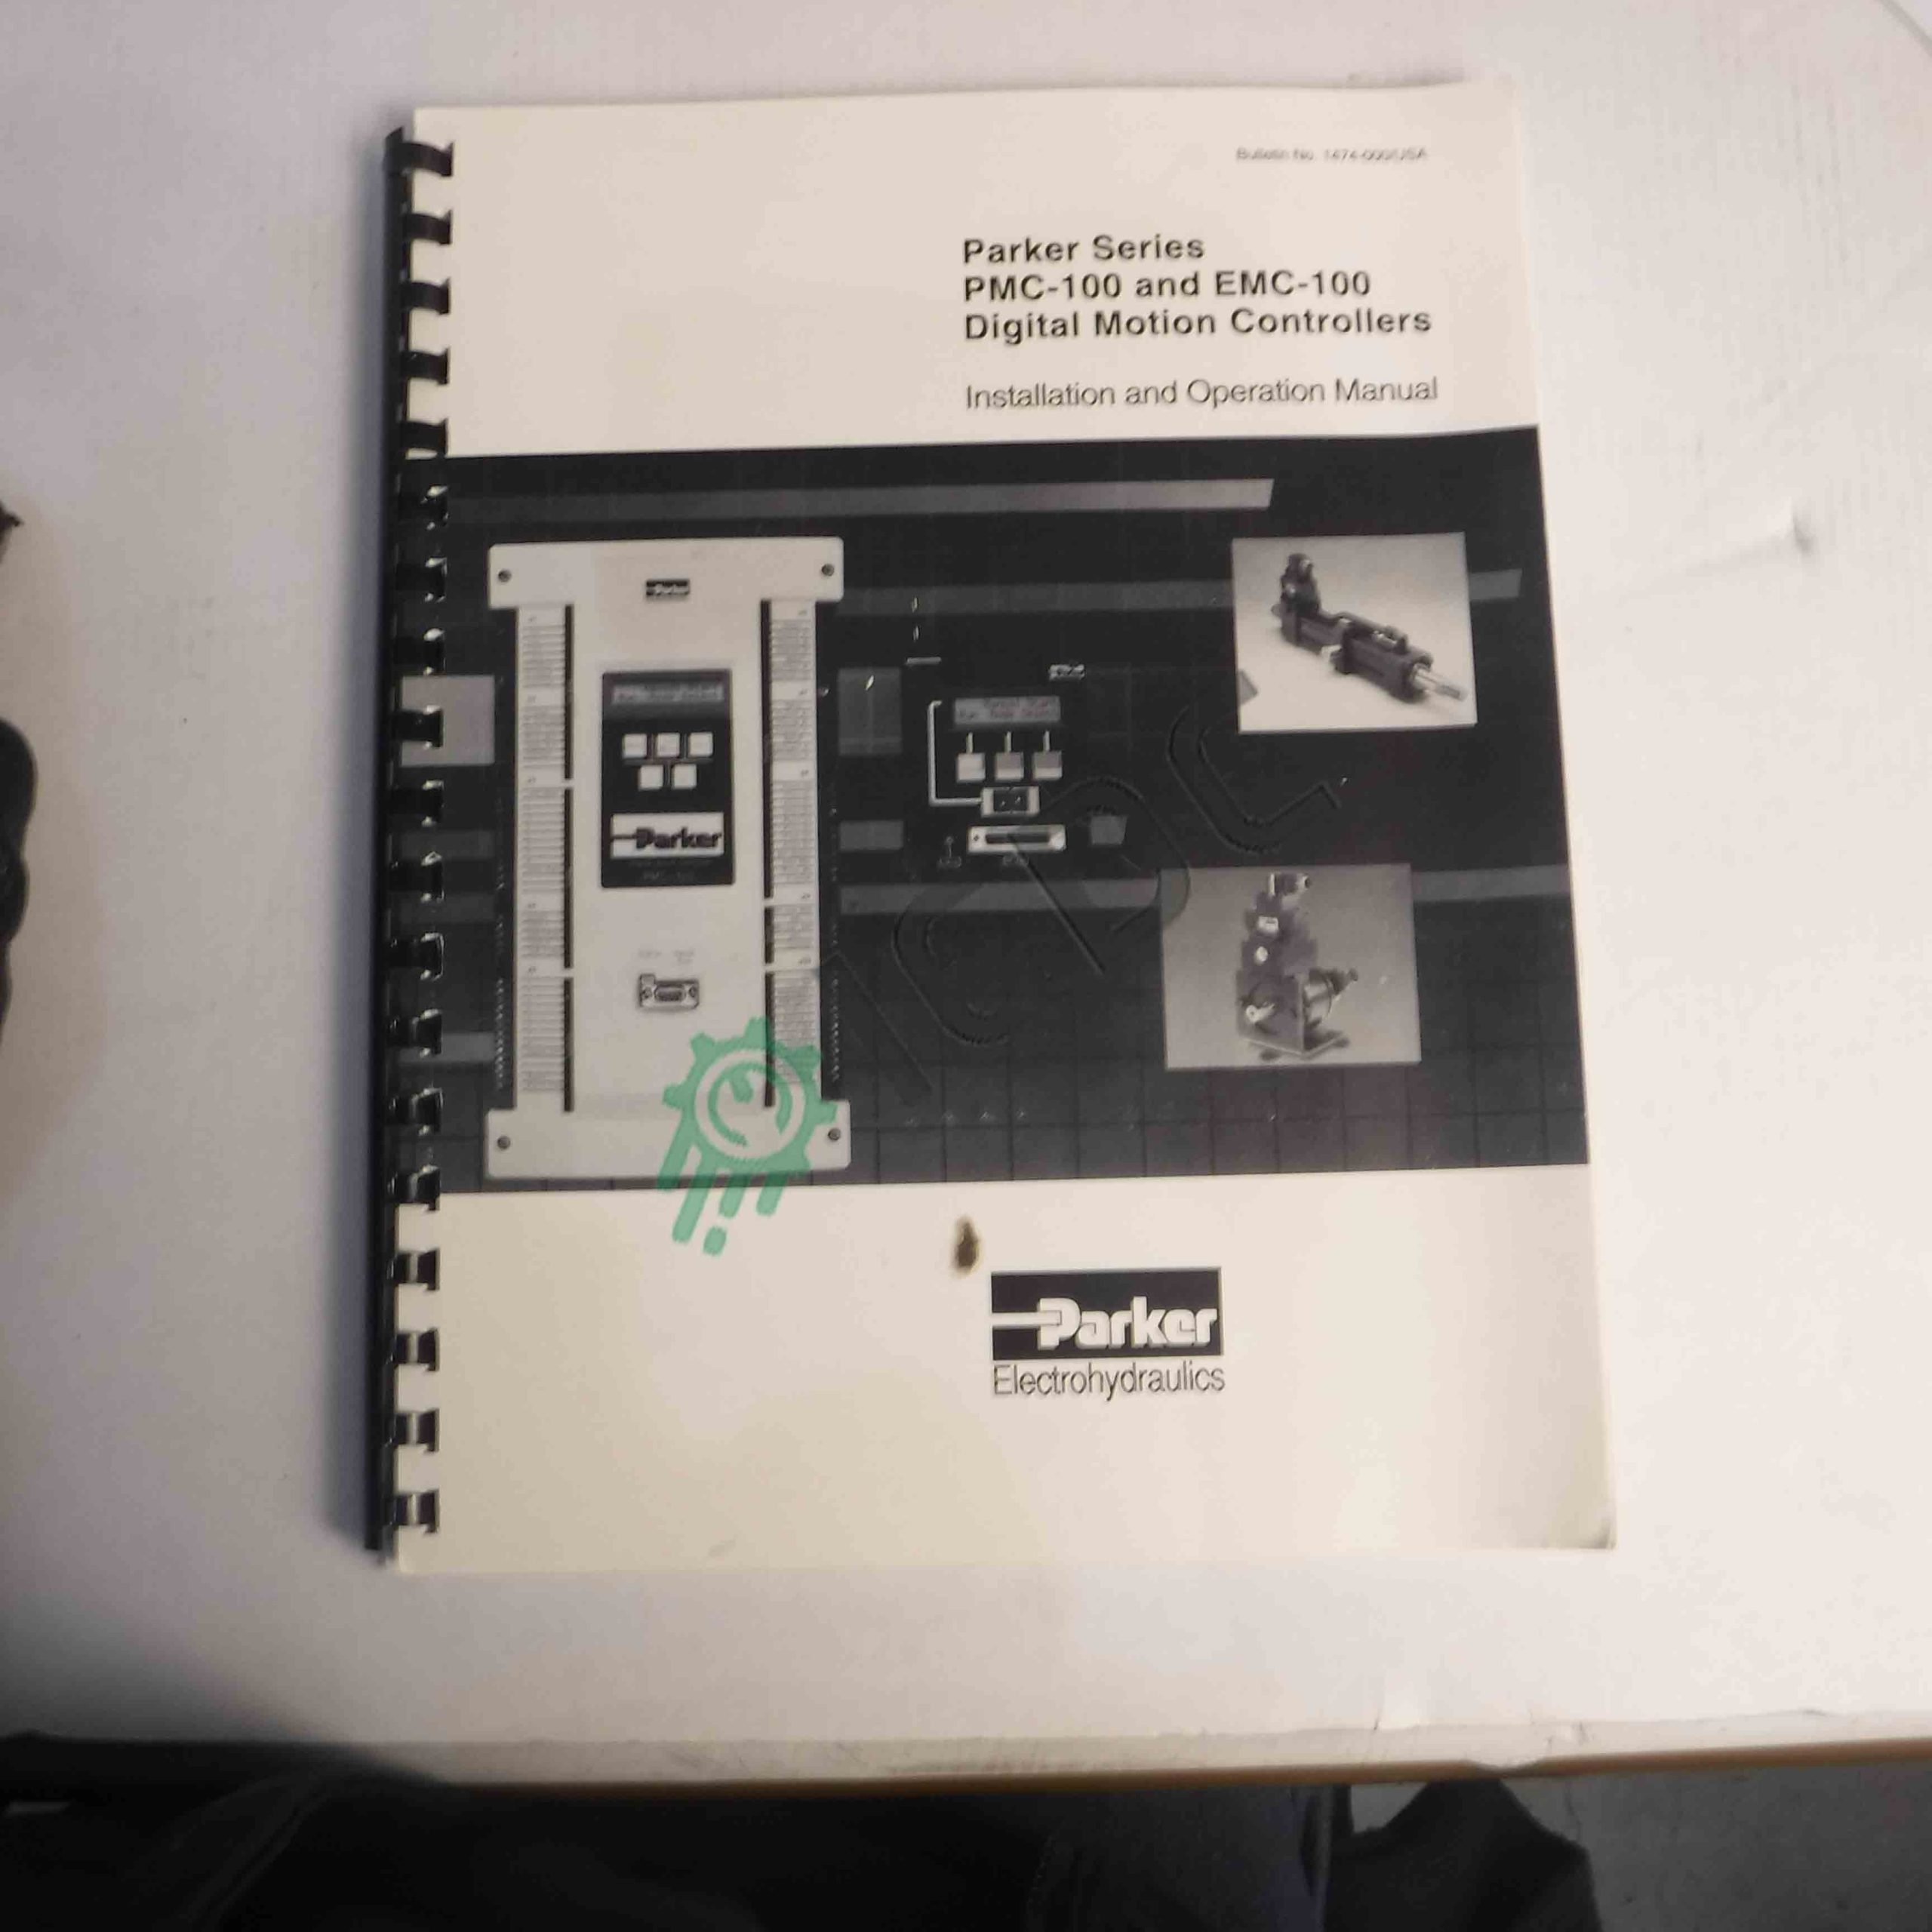 Bulletin No. 1474-000/USA
Parker Series
PMC-100 and EMC-100
Digital Motion Controllers
Installation and Operation Manual
Parker
Parker
Parker
Electrohydraulics